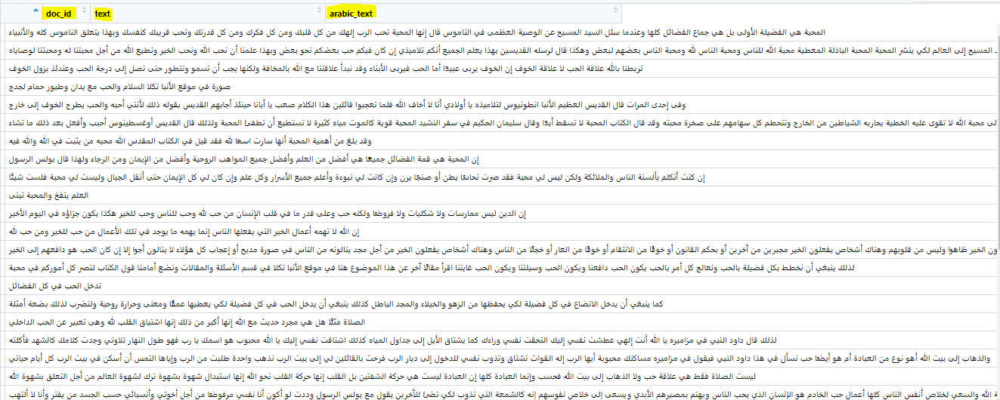 doc_id text arabic_text
المحبة هي الفضيلة الأولى بل هي جماع الفضائل كلها وعندما سئل السيد المسيح عن الوصية العظمى في الناموس قال إنها المحبة تحب الرب إلهك من كل قلبك ومن كل فكرك ومن كل قدرتك وتحب قريبك كنفسك وبهذا يتعلق الناموس كله والأنبياء
المسيح إلى العالم لكي ينشر المحبة المحبة الباذلة المعطية محبة الله للناس ومحبة الناس لله ومحبة الناس بعضهم لبعض وهكذا قال لرسله القديسين بهذا يعلم الجميع أنكم تلاميذي إن كان فيكم حب بعضكم نحو بعض وبهذا علمنا أن نحب الله ونحب الخير ونطيع الله من أجل محبتنا له ومحبتنا لوصاياه
تربطنا بالله علاقة الحب لا علاقة الخوف إن الخوف يربى عبيدًا أما الحب فيربى الأبناء وقد نبدأ علاقتنا مع الله بالمخافة ولكنها يجب أن تسمو وتتطور حتى تصل إلى درجة الحب وعندئذ يزول الخوف
صورة في موقع الأنبا تكلا السلام والحب مع يدان وطيور حمام لجدج
وفى إحدى المرات قال القديس العظيم الأنبا انطونيوس لتلاميذه يا أولادي أنا لا أخاف الله فلما تعجبوا قائلين هذا الكلام صعب يا أبانا حينئذ أجابهم القديس بقوله ذلك لأنني أحبه والحب يطرح الخوف إلى خارج
لى محبة الله لا تقوى عليه الخطية يحاربه الشياطين من الخارج وتتحطم كل سهامهم على صخرة محبته وقد قال الكتاب المحبة لا تسقط أبدًا وقال سليمان الحكيم في سفر النشيد المحبة قوية كالموت مياه كثيرة لا تستطيع أن تطفئ المحبة ولذلك قال القديس أوغسطينوس أحبب وأفعل بعد ذلك ما تشاء
وقد بلغ من أهمية المحبة أنها سارت اسمًا لله فقد قيل في الكتاب المقدس الله محبه من يثبت في الله والله فيه
إن المحبة هي قمة الفضائل جميعًا هي أفضل من العلم وأفضل جميع المواهب الروحية وأفضل من الإيمان ومن الرجاء ولهذا قال بولس الرسول
إن كنت أتكلم بألسنة الناس والملائكة ولكن ليس لي محبة فقد صرت نحاسًا يطن أو صنجًا يرن وإن كانت لي نبوءة وأعلم جميع الأسرار وكل علم وإن كان لي كل الإيمان حتى أنقل الجبال وليست لي محبة فلست شيئًا
العلم ينفخ والمحبة تبنى
إن الدين ليس ممارسات ولا شكليات ولا فروضًا ولكنه حب وعلى قدر ما في قلب الإنسان من حب لله وحب للناس وحب للخير هكذا يكون جزاؤه في اليوم الأخير
إن الله لا تهمه أعمال الخير التي يفعلها الناس إنما يهمه ما يوجد في تلك الأعمال من حب للخير ومن حب لله
ون الخير ظاهرًا وليس من قلوبهم وهناك أشخاص يفعلون الخير مجبرين من آخرين أو بحكم القانون أو خوفًا من الانتقام أو خوفًا من العار أو خجلًا من الناس وهناك أشخاص يفعلون الخير من أجل مجد ينالونه من الناس في صورة مديح أو إعجاب كل هؤلاء لا ينالون أجرًا إلا إن كان الحب هو دافعهم إلى الخير
لذلك ينبغي أن نخطط بكل فضيلة بالحب ونعالج كل أمر بالحب يكون الحب دافعنا ويكون الحب وسيلتنا ويكون الحب غايتنا اقرأ مقالًا آخر عن هذا الموضوع هنا في موقع الأنبا تكلا في قسم الأسئلة والمقالات ونضع أمامنا قول الكتاب لتصر كل أموركم في محبة
تدخل الحب في كل الفضائل
كما ينبغي أن يدخل الاتضاع في كل فضيلة لكي يحفظها من الزهو والخيلاء والمجد الباطل كذلك ينبغي أن يدخل الحب في كل فضيلة لكي يعطيها عمقًا ومعنى وحرارة روحية ولنضرب لذلك بضعة أمثلة
الصلاة مثلًا هل هي مجرد حديث مع الله إنها أكبر من ذلك إنها اشتياق القلب لله وهى تعبير عن الحب الداخلي
لذلك قال داود النبي في مزاميره يا الله أنت إلهي عطشت نفسي إليك التحقت نفسي وراءك كما يشتاق الأيل إلى جداول المياه كذلك اشتاقت نفسي إليك يا الله محبوب هو اسمك يا رب فهو طول النهار تلاوتي وجدت كلامك كالشهد فأكلته
والذهاب إلى بيت الله أهو نوع من العبادة أم هو أيضًا حب نسأل في هذا داود النبي فيقول في مزاميره مساكنك محبوبة أيها الرب إله القوات تشتاق وتذوب نفسي للدخول إلى ديار الرب فرحت بالقائلين لي إلى بيت الرب نذهب واحدة طلبت من الرب وإياها التمس أن أسكن في بيت الرب كل أيام حياتي
ليست الصلاة فقط هي علاقة حب ولا الذهاب إلى بيت الله فحسب وإنما العبادة كلها إن العبادة ليست هي حركة الشفتين بل القلب إنها حركة القلب نحو الله إنها استبدال شهوة بشهوة ترك لشهوة العالم من أجل التعلق بشهوة الله
الله والسعي لخلاص أنفس الناس كلها أعمال حب الخادم هو الإنسان الذي يحب الناس ويهتم بمصيرهم الأبدي ويسعى إلى خلاص نفوسهم إنه كالشمعة التي تذوب لكي تضئ للآخرين يقول مع بولس الرسول وددت لو أكون أنا نفسي مرفوضًا من أجل أخوتي وأنسبائي حسب الجسد من يفتر وأنا لا ألتهب